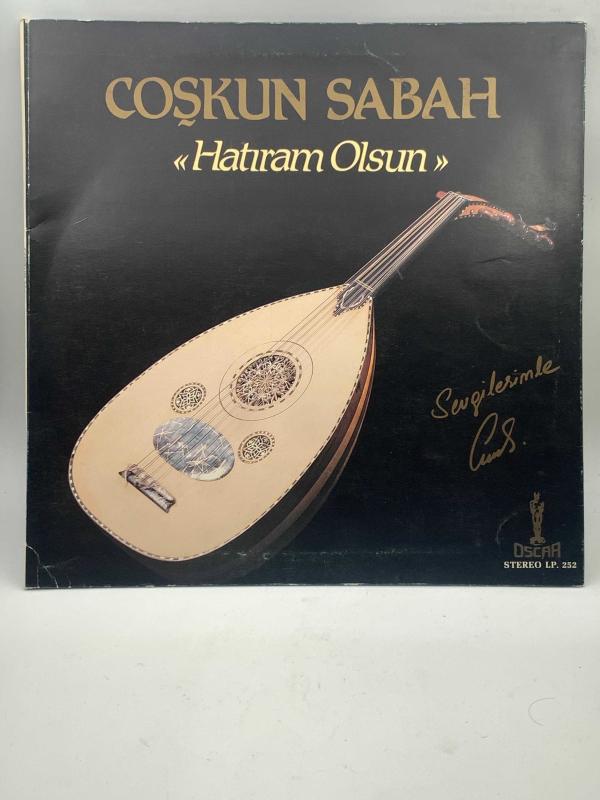 COŞKUN SABAH
«Hatıram Olsun»
Sevgilerimle
OSCAR
STEREO LP. 252